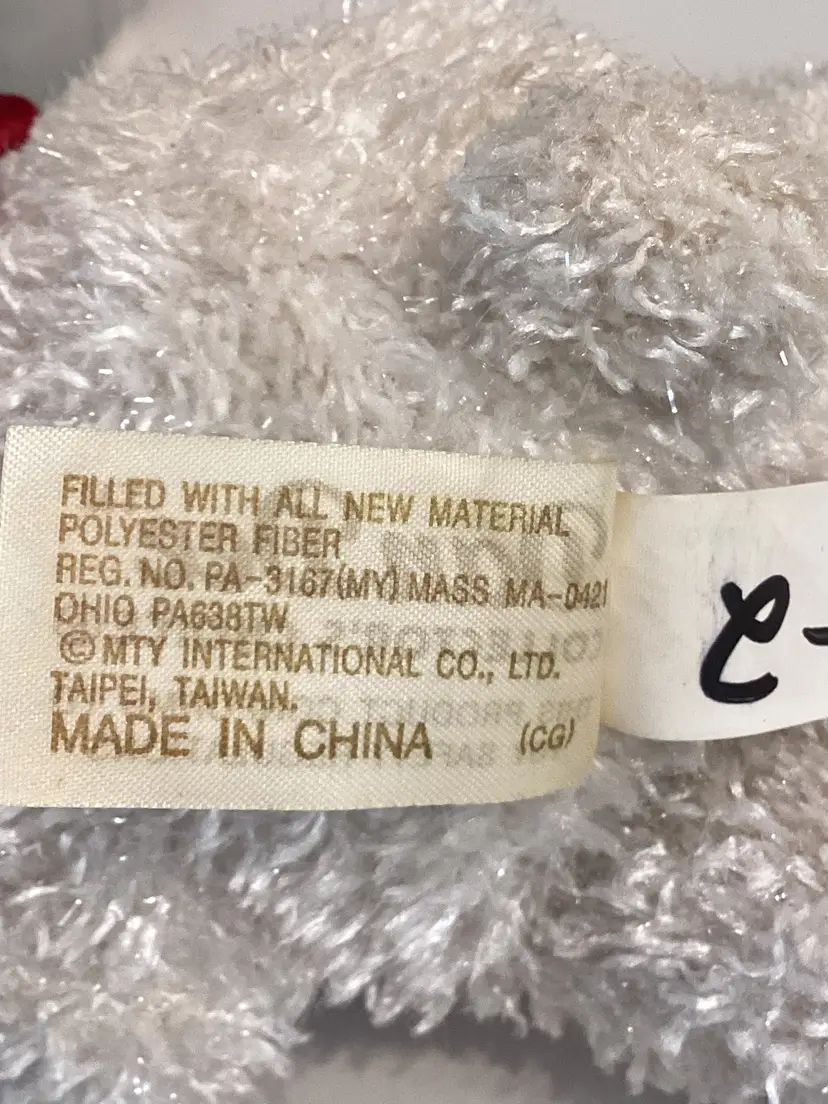 FILLED WITH ALL NEW MATERIAL
POLYESTER FIBER
REG. NO. PA-3167(MY) MASS MA-0421
OHIO PA638TW
©MTY INTERNATIONAL CO., LTD.
TAIPEI, TAIWAN.
MADE IN CHINA (CG)